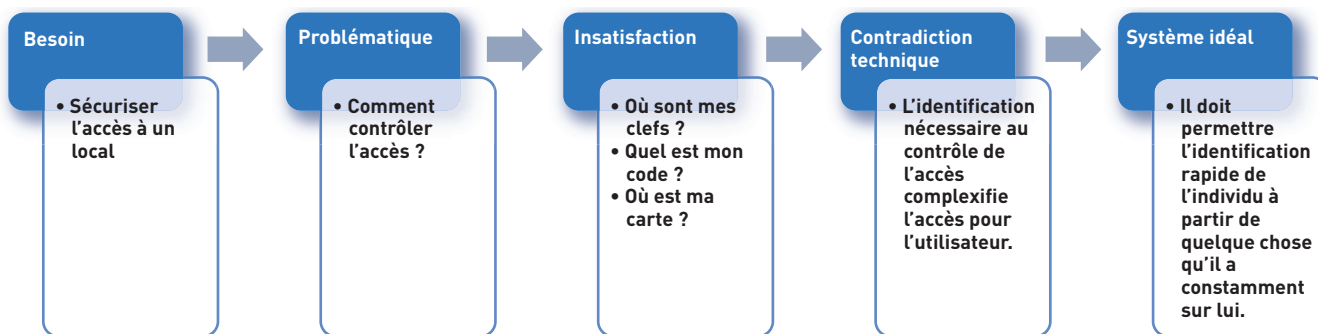 Besoin
• Sécuriser
l'accès à un
local
Problématique
• Comment
contrôler
l'accès ?
Insatisfaction
• Où sont mes
clefs ?
• Quel est mon
code ?
• Où est ma
carte ?
Contradiction
technique
• L'identification
nécessaire au
contrôle de
l'accès
complexifie
l'accès pour
l'utilisateur.
Système idéal
• Il doit
permettre
l'identification
rapide de
l'individu à
partir de
quelque chose
qu'il a
constamment
sur lui.